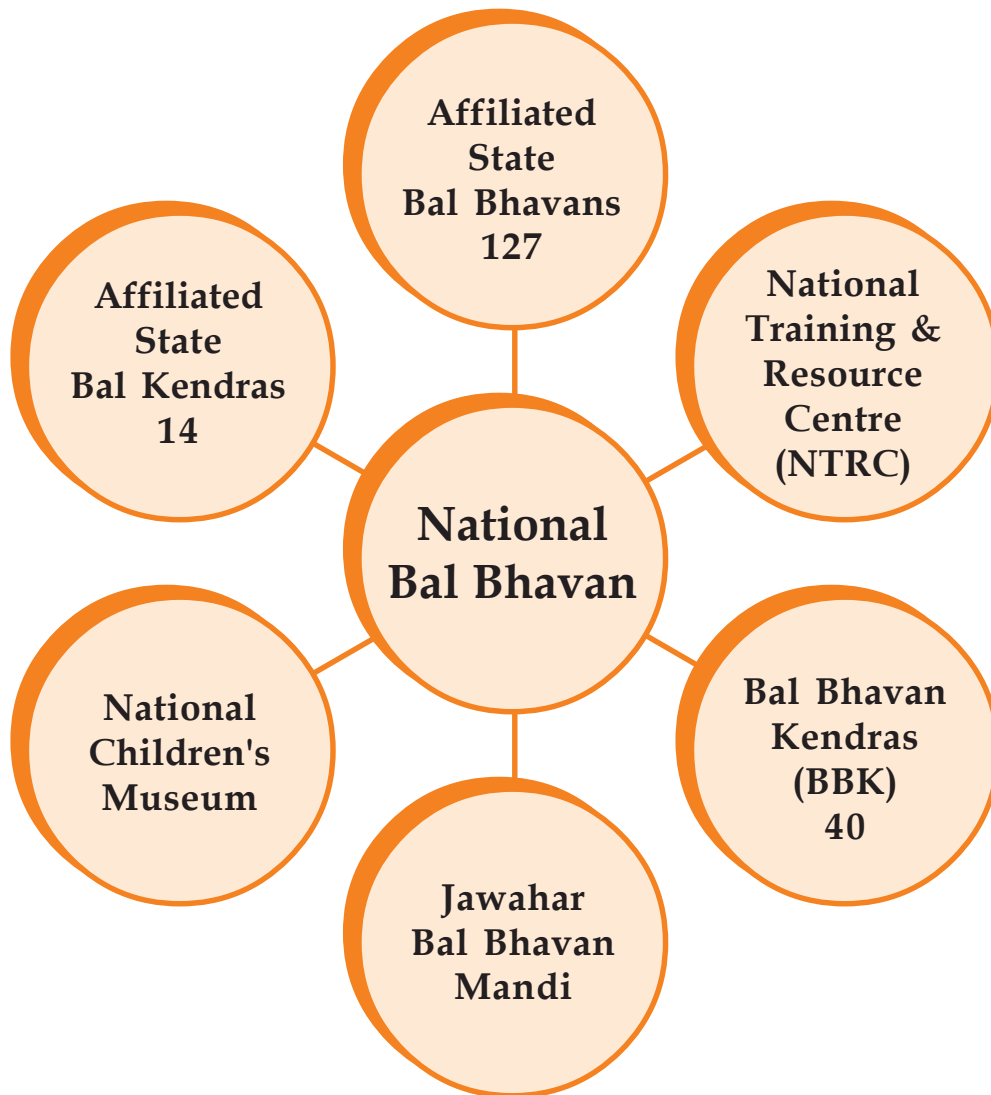 Affiliated
State
Bal Bhavans
127
National
Training &
Resource
Centre
(NTRC)
Bal Bhavan
Kendras
(BBK)
40
Jawahar
Bal Bhavan
Mandi
National
Children's
Museum
Affiliated
State
Bal Kendras
14
National
Bal Bhavan